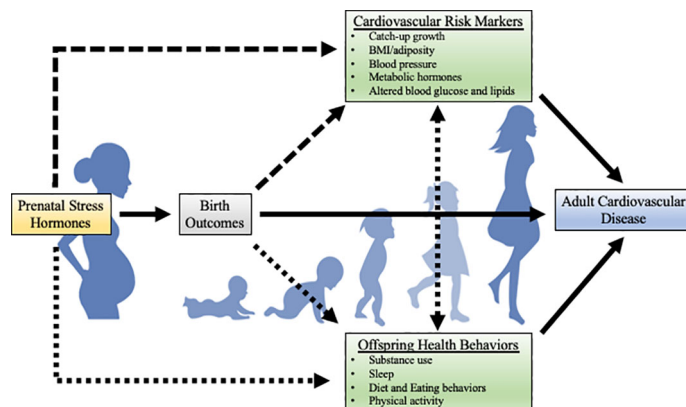 Cardiovascular Risk Markers
• Catch-up growth
• BMI/adiposity
• Blood pressure
• Metabolic hormones
• Altered blood glucose and lipids
Prenatal Stress
Hormones
Birth
Outcomes
Adult Cardiovascular
Disease
Offspring Health Behaviors
• Substance use
• Sleep
• Diet and Eating behaviors
• Physical activity